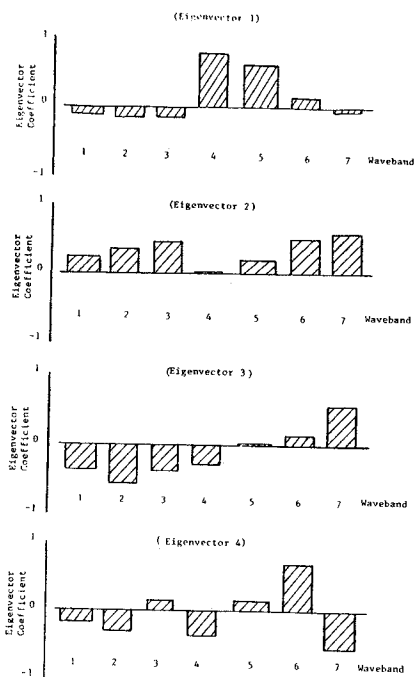 (Eigenvector 1)
1
0
-1
Eigenvector
Coefficient
1 2 3 4 5 6 7 Waveband
(Eigenvector 2)
1
0
-1
Eigenvector
Coefficient
1 2 3 4 5 6 7 Waveband
(Eigenvector 3)
1
0
-1
Eigenvector
Coefficient
1 2 3 4 5 6 7 Waveband
(Eigenvector 4)
1
0
-1
Eigenvector
Coefficient
1 2 3 4 5 6 7 Waveband